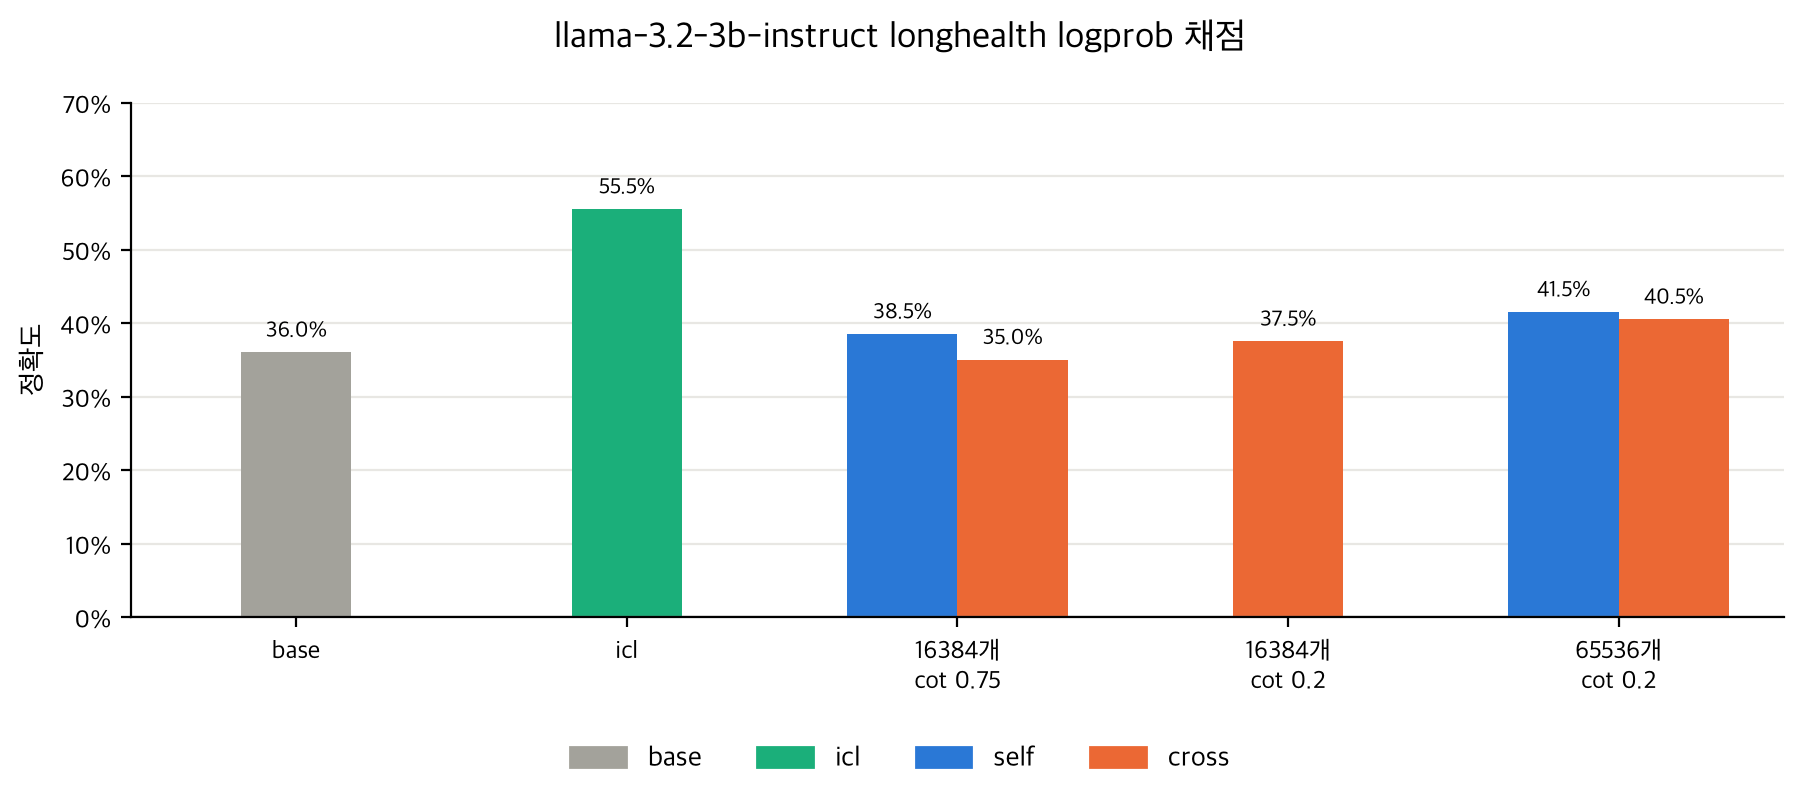 llama-3.2-3b-instruct longhealth logprob 채점
정확도
70%
60%
50%
40%
30%
20%
10%
0%
36.0%
55.5%
38.5%
35.0%
37.5%
41.5%
40.5%
base
icl
16384개
cot 0.75
16384개
cot 0.2
65536개
cot 0.2
base
icl
self
cross